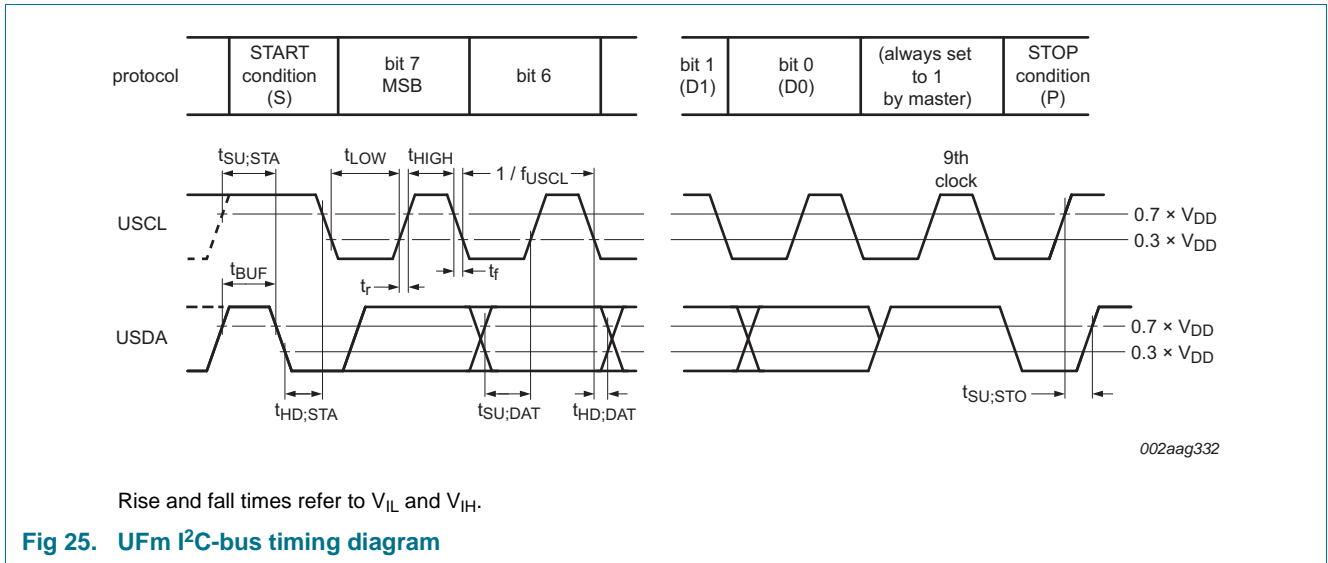 protocol
START
condition
(S)
bit 7
MSB
bit 6
bit 1
(D1)
bit 0
(D0)
(always set
to 1
by master)
STOP
condition
(P)
tSU;STA
tLOW
tHIGH
1 / fUSCL
9th
clock
USCL
0.7 × VDD
0.3 × VDD
tBUF
tr
tf
USDA
0.7 × VDD
0.3 × VDD
tHD;STA
tSU;DAT
tHD;DAT
tSU;STO
002aag332
Rise and fall times refer to VIL and VIH.
Fig 25. UFm I²C-bus timing diagram